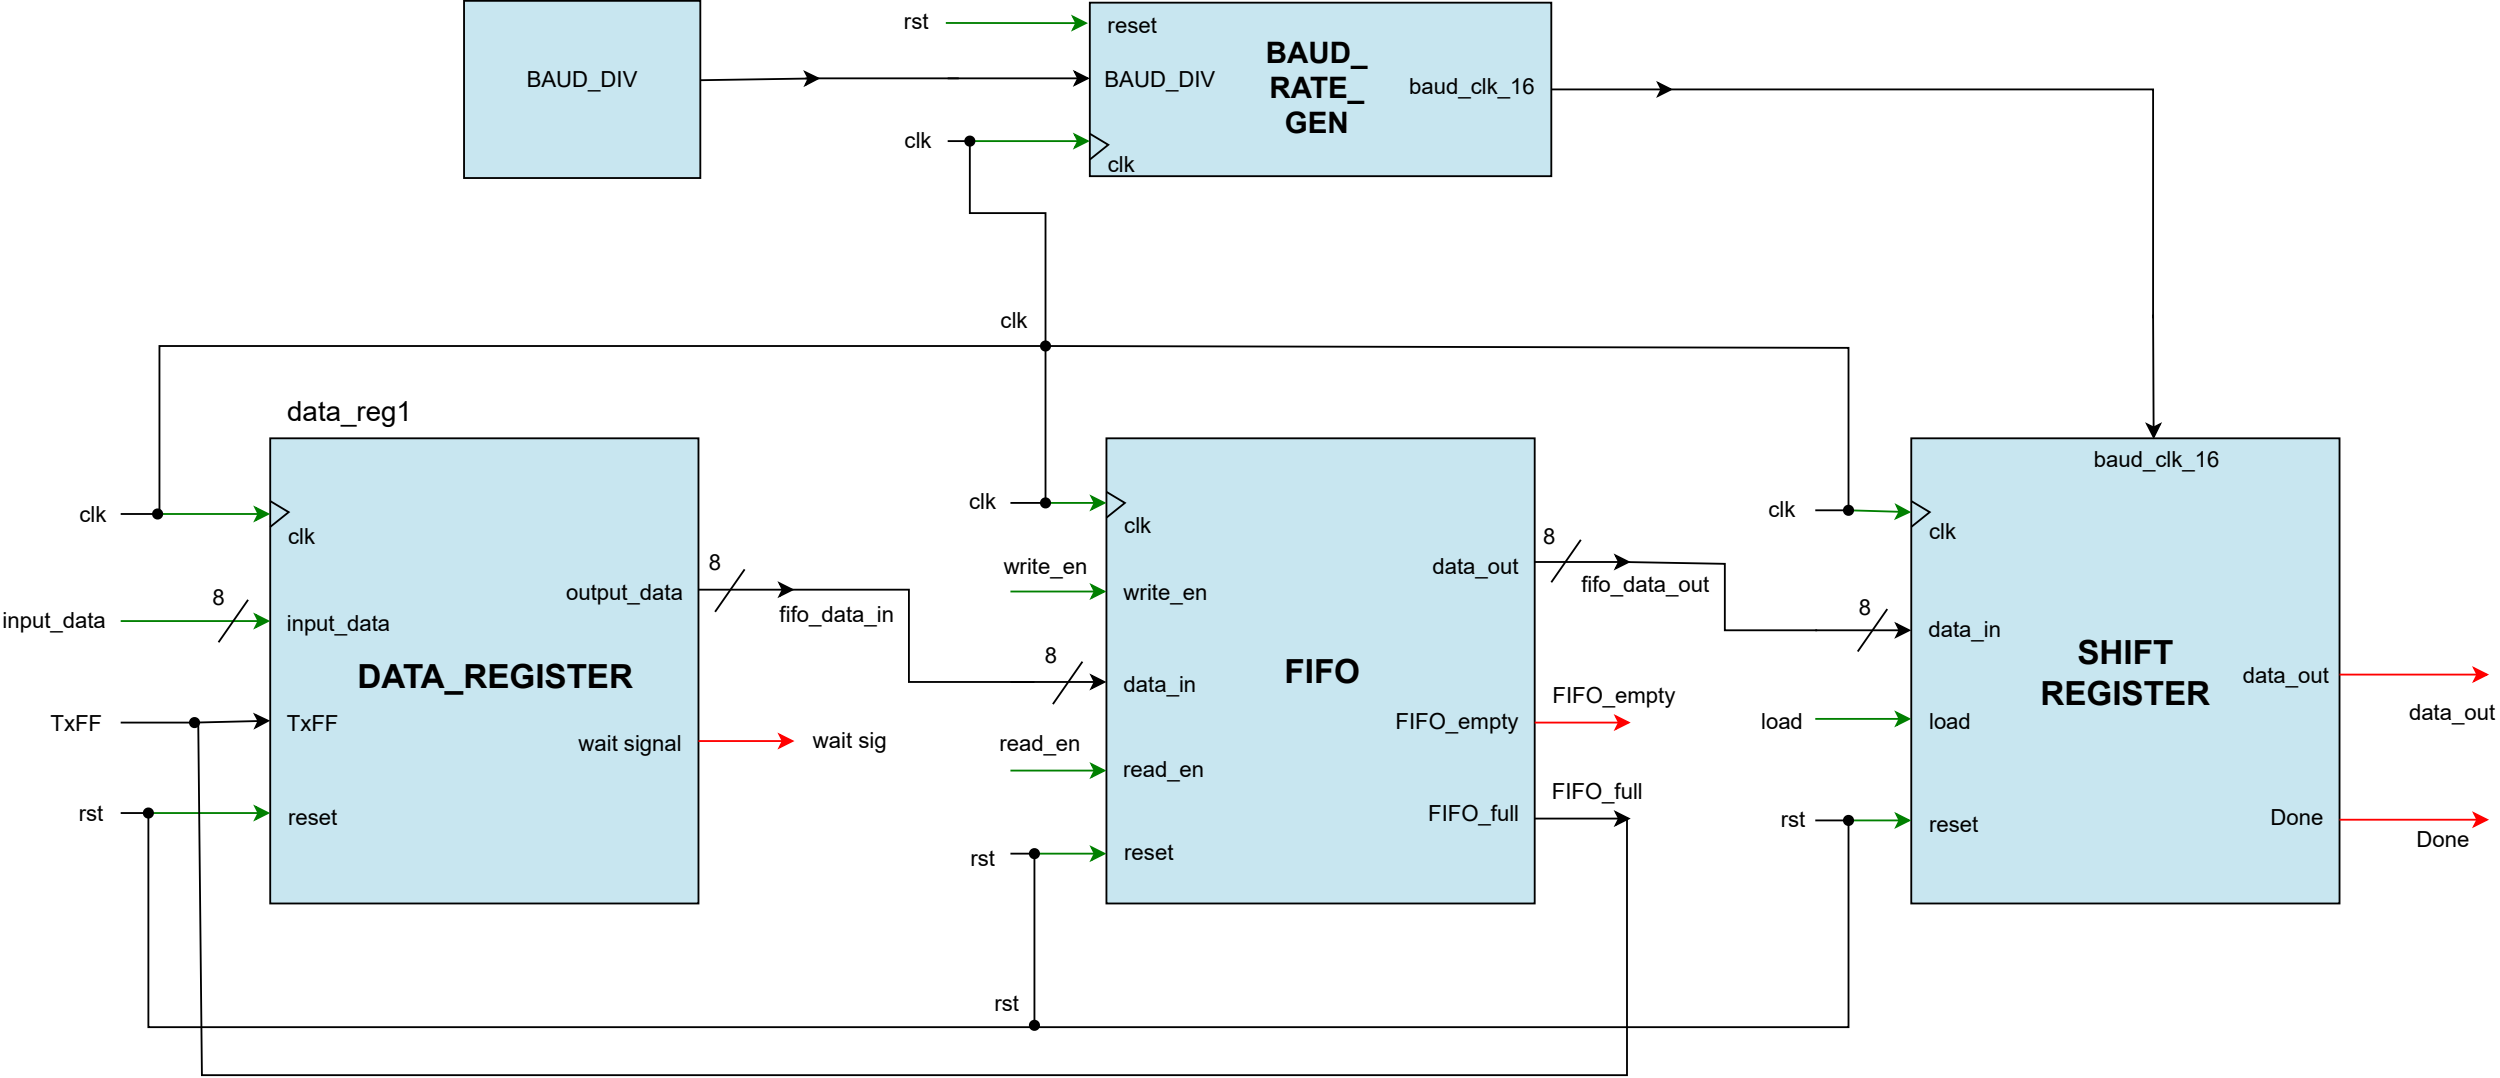 rst
reset
BAUD_DIV
BAUD_DIV
BAUD_
RATE_
GEN
baud_clk_16
clk
clk
clk
data_reg1
baud_clk_16
clk
clk
clk
clk
clk
clk
8
output_data
fifo_data_in
write_en
write_en
8
data_out
fifo_data_out
input_data
8
input_data
DATA_REGISTER
8
data_in
FIFO
8
data_in
SHIFT
REGISTER
data_out
data_out
TxFF
TxFF
wait signal
wait sig
read_en
read_en
FIFO_empty
FIFO_empty
load
load
FIFO_full
FIFO_full
rst
reset
rst
reset
rst
reset
Done
Done
rst